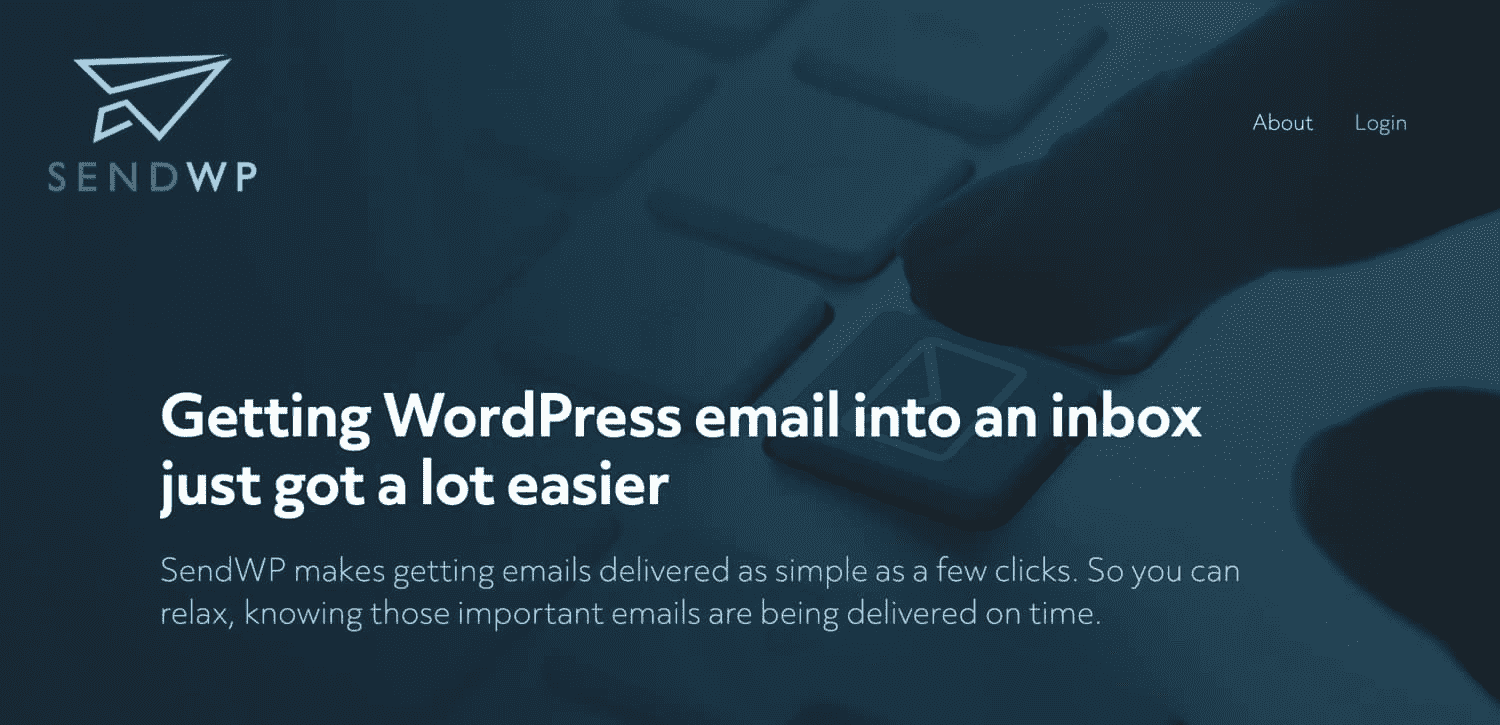 SENDWP
About
Login
Getting WordPress email into an inbox
just got a lot easier
SendWP makes getting emails delivered as simple as a few clicks. So you can
relax, knowing those important emails are being delivered on time.